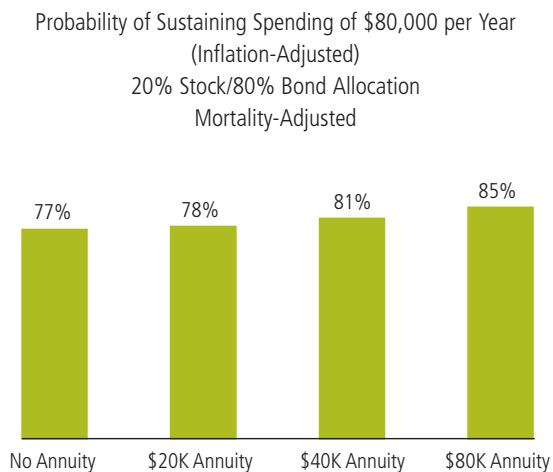 Probability of Sustaining Spending of $80,000 per Year
(Inflation-Adjusted)
20% Stock/80% Bond Allocation
Mortality-Adjusted
77%
78%
81%
85%
No Annuity
$20K Annuity
$40K Annuity
$80K Annuity